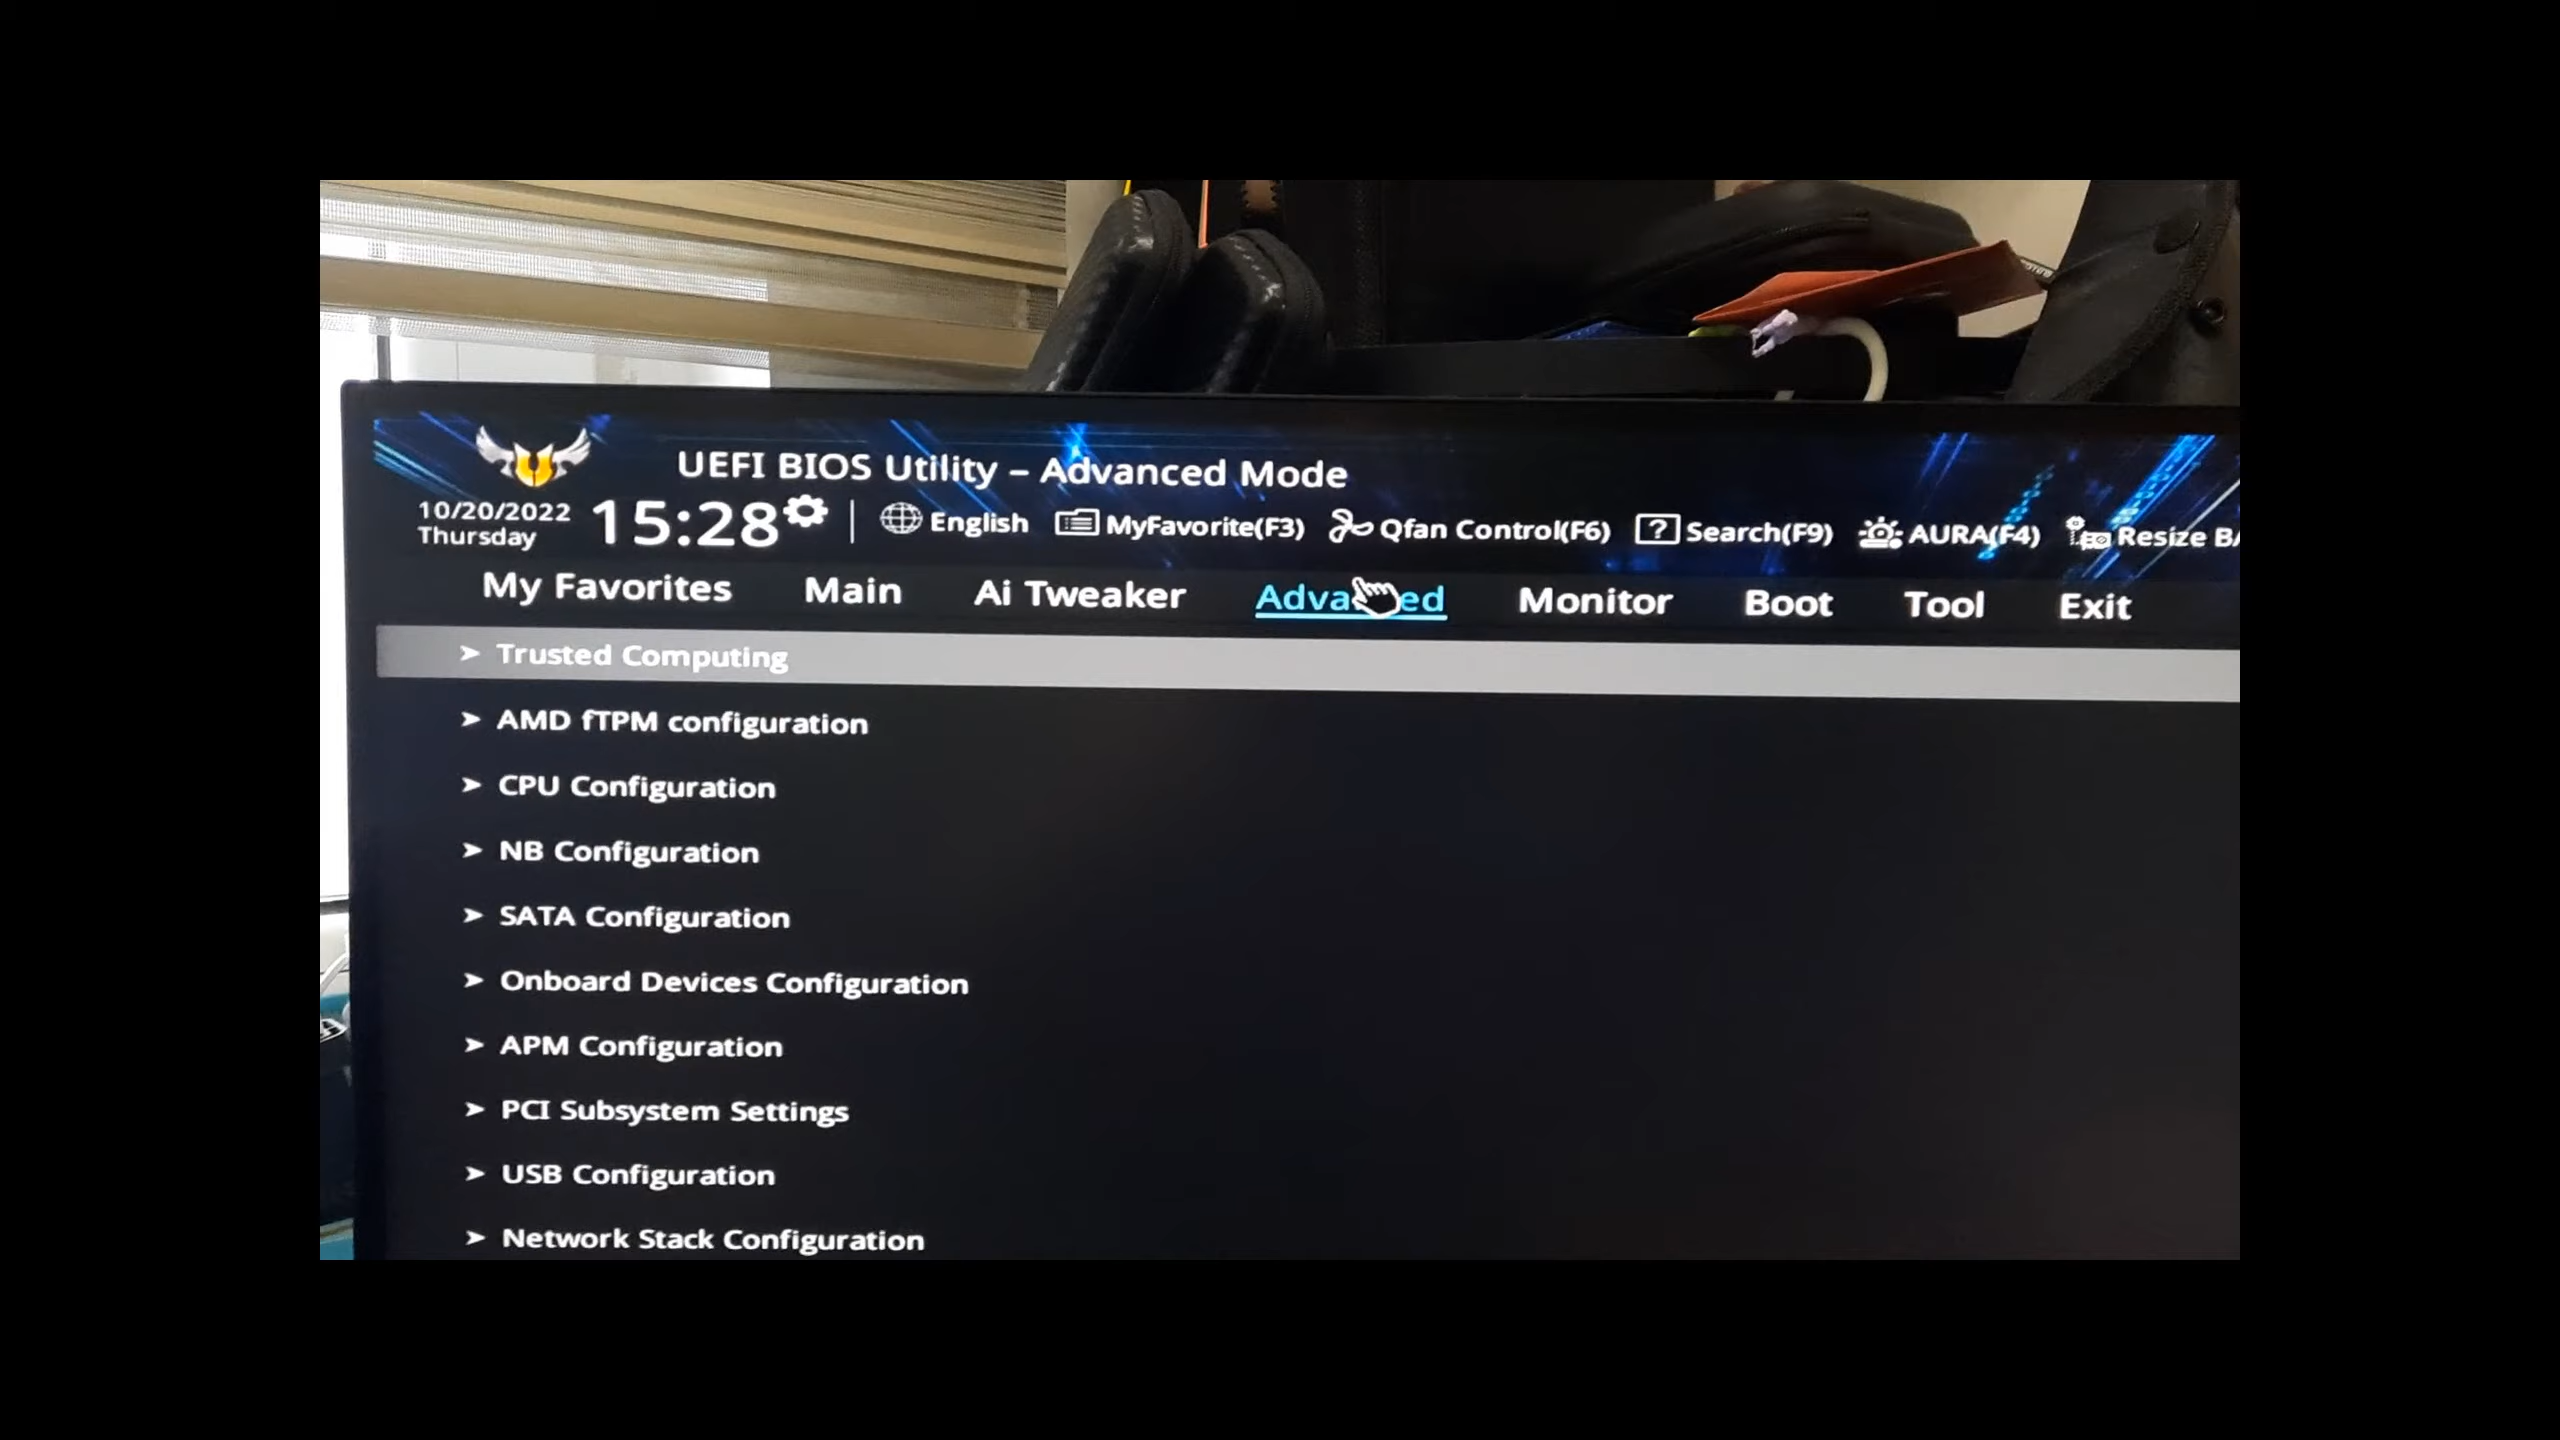 UEFI BIOS Utility – Advanced Mode
10/20/2022
Thursday
15:28
English
MyFavorite(F3)
Qfan Control(F6)
Search(F9)
AURA(F4)
Resize
My Favorites
Main
Ai Tweaker
Monitor
Boot
Tool
Exit
Trusted Computing
AMD fTPM configuration
CPU Configuration
NB Configuration
SATA Configuration
Onboard Devices Configuration
APM Configuration
PCI Subsystem Settings
USB Configuration
Network Stack Configuration